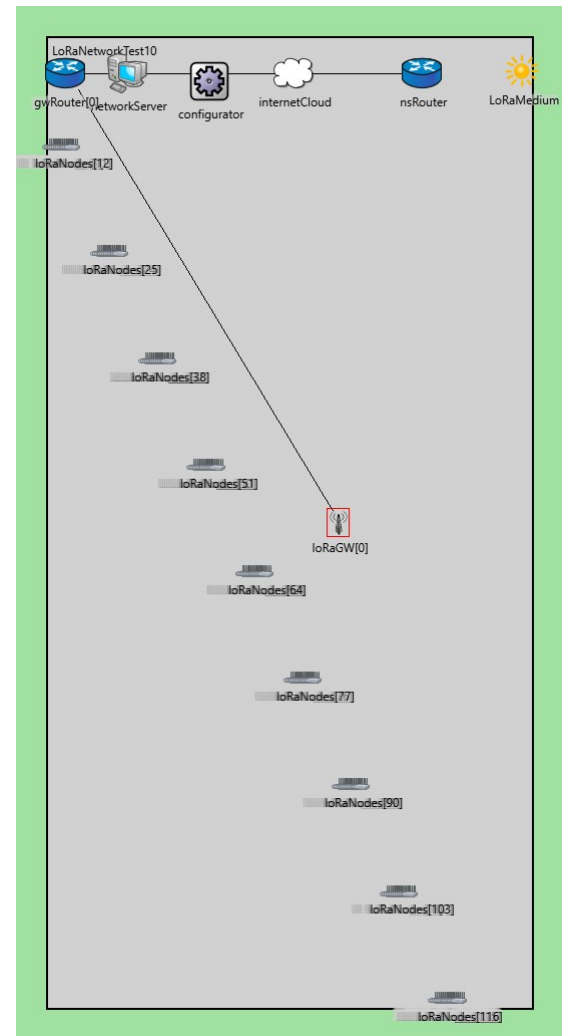 LoRaNetworkTest10
gwRouter[0]
networkServer
configurator
internetCloud
nsRouter
LoRaMedium
loRaNodes[12]
loRaNodes[25]
loRaNodes[38]
loRaNodes[51]
loRaGW[0]
loRaNodes[64]
loRaNodes[77]
loRaNodes[90]
loRaNodes[103]
loRaNodes[116]